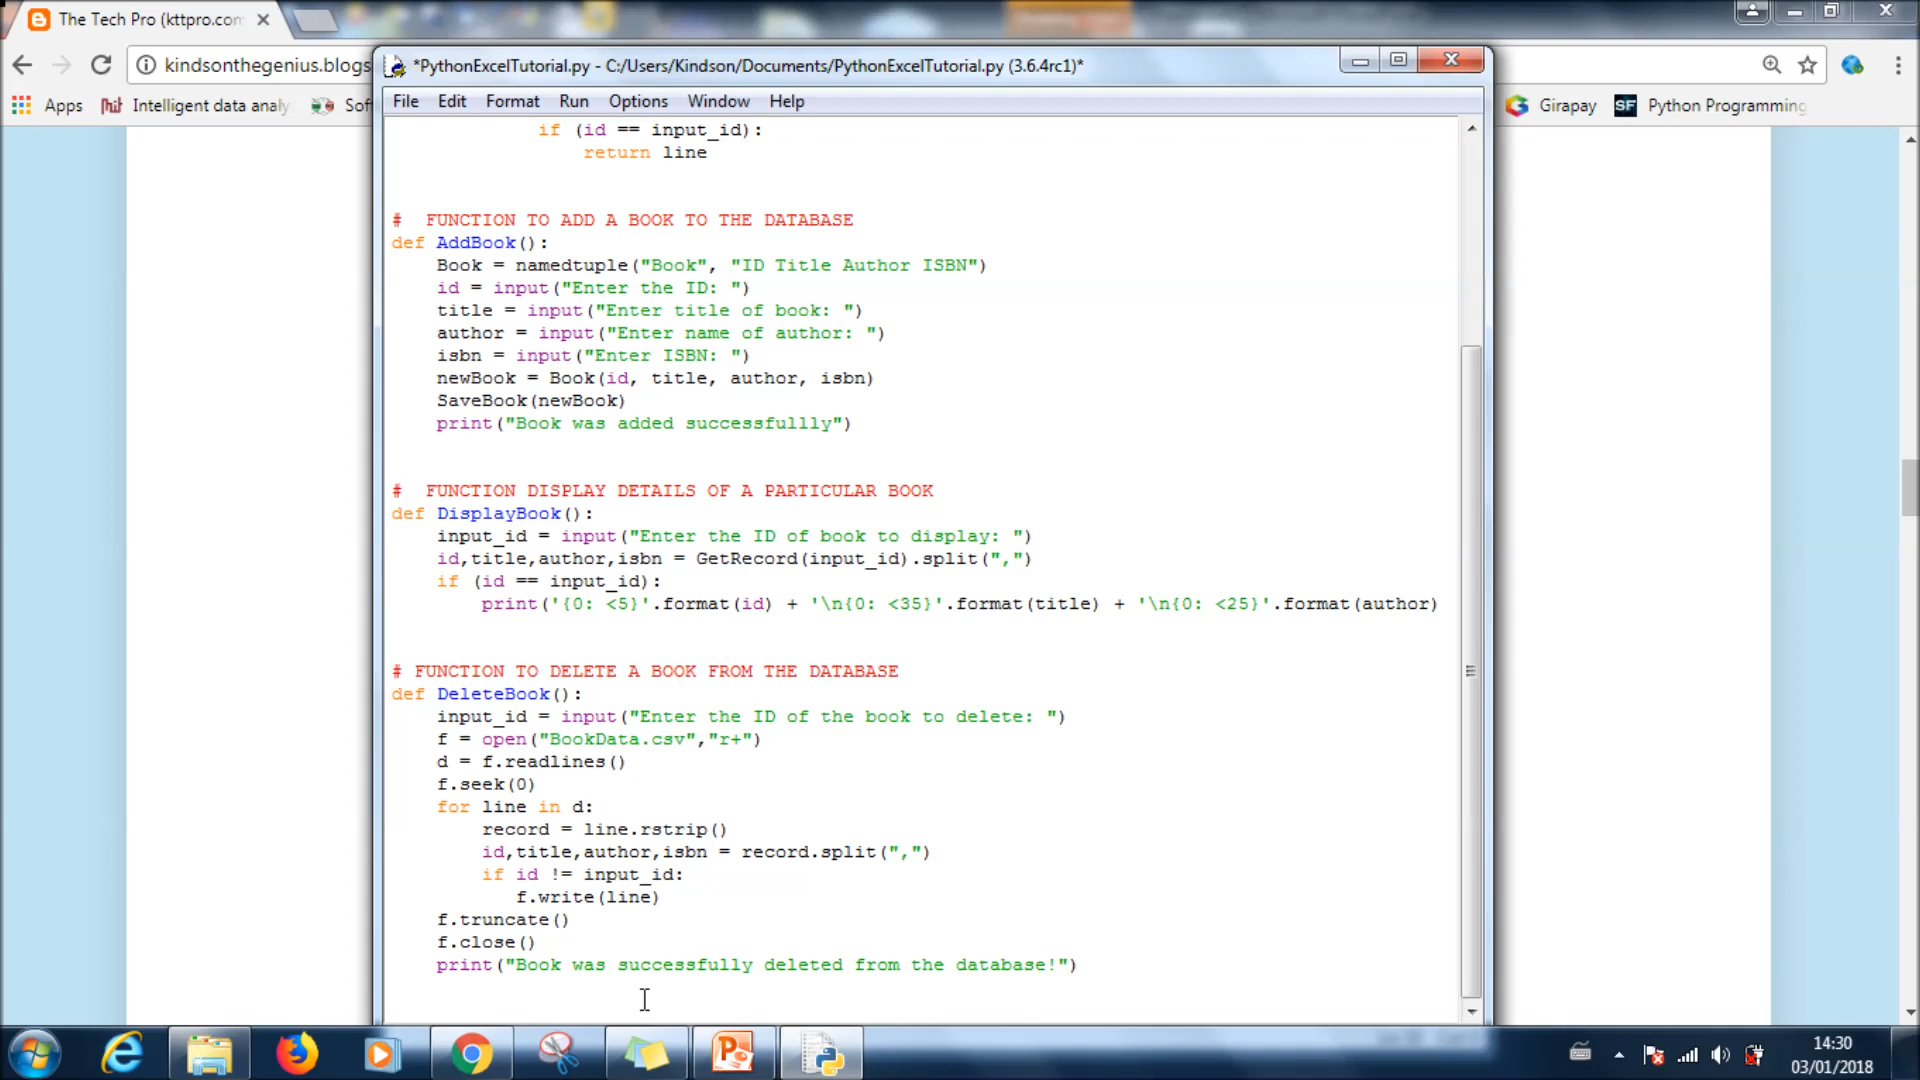 The Tech Pro (kttpro.com
kindsonthegenius.blogs
Apps
Intelligent data analy
Sof
Girapay
SF
Python Programming
*PythonExcelTutorial.py - C:/Users/Kindson/Documents/PythonExcelTutorial.py (3.6.4rc1)*
File Edit Format Run Options Window Help
if (id == input_id):
return line
# FUNCTION TO ADD A BOOK TO THE DATABASE
def AddBook():
Book = namedtuple("Book", "ID Title Author ISBN")
id = input("Enter the ID: ")
title = input("Enter title of book: ")
author = input("Enter name of author: ")
isbn = input("Enter ISBN: ")
newBook = Book(id, title, author, isbn)
SaveBook(newBook)
print("Book was added successfullly")
# FUNCTION DISPLAY DETAILS OF A PARTICULAR BOOK
def DisplayBook():
input_id = input("Enter the ID of book to display: ")
id,title,author,isbn = GetRecord(input_id).split(",")
if (id == input_id):
print('{0: <5}'.format(id) + '\n{0: <35}'.format(title) + '\n{0: <25}'.format(author)
# FUNCTION TO DELETE A BOOK FROM THE DATABASE
def DeleteBook():
input_id = input("Enter the ID of the book to delete: ")
f = open("BookData.csv","r+")
d = f.readlines()
f.seek(0)
for line in d:
record = line.rstrip()
id,title,author,isbn = record.split(",")
if id != input_id:
f.write(line)
f.truncate()
f.close()
print("Book was successfully deleted from the database!")
14:30
03/01/2018